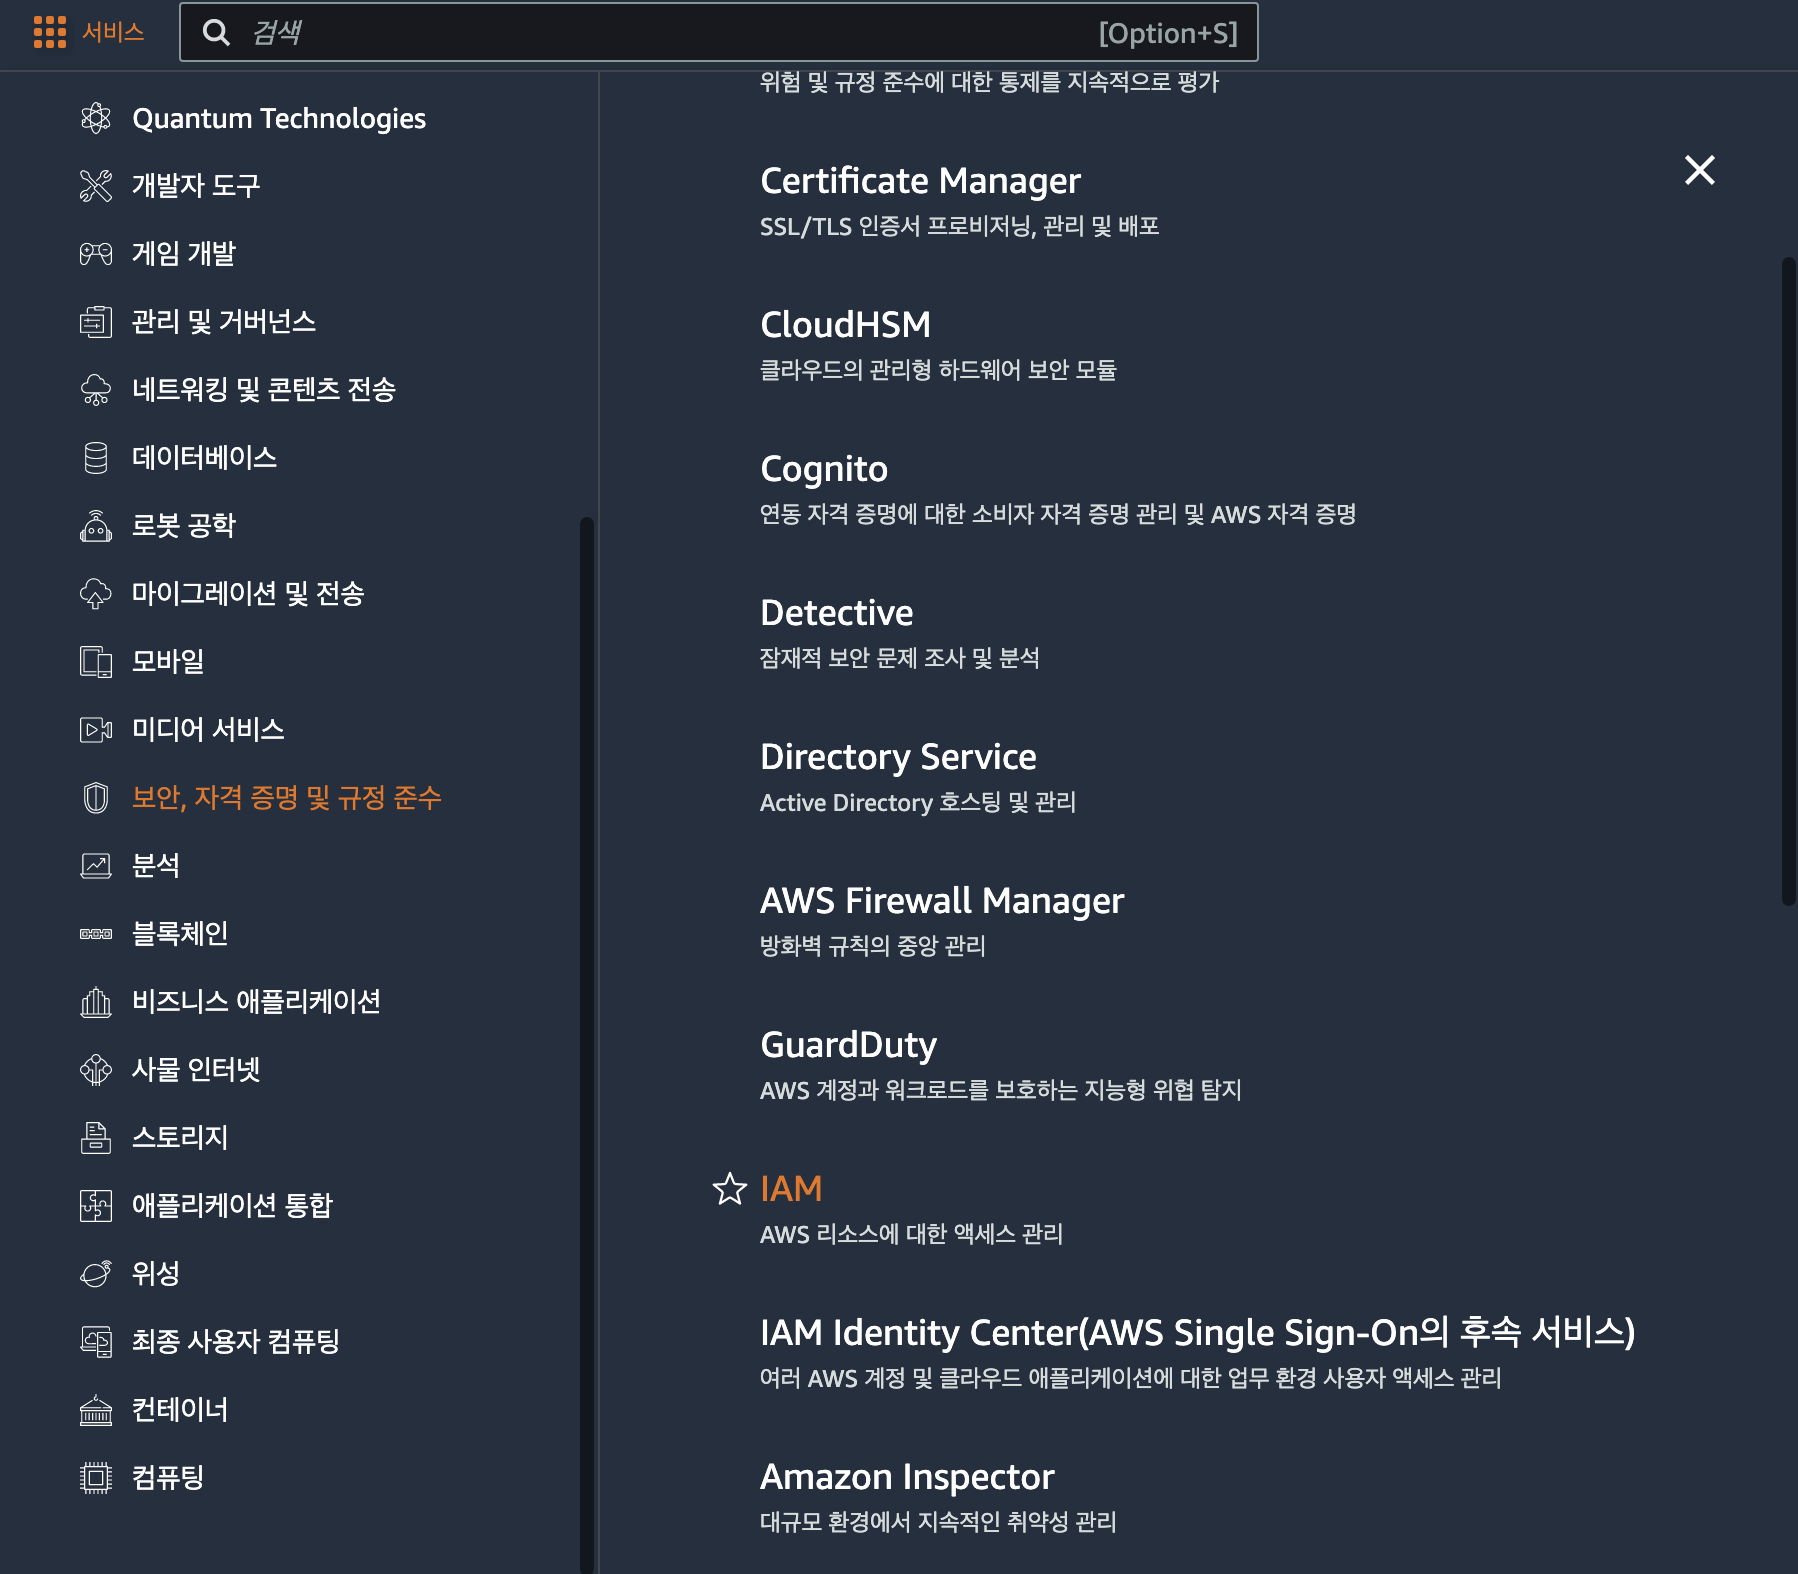 서비스
검색
[Option+S]
Quantum Technologies
개발자 도구
게임 개발
관리 및 거버넌스
네트워킹 및 콘텐츠 전송
데이터베이스
로봇 공학
마이그레이션 및 전송
모바일
미디어 서비스
보안, 자격 증명 및 규정 준수
분석
블록체인
비즈니스 애플리케이션
사물 인터넷
스토리지
애플리케이션 통합
위성
최종 사용자 컴퓨팅
컨테이너
컴퓨팅
위험 및 규정 준수에 대한 통제를 지속적으로 평가
Certificate Manager
SSL/TLS 인증서 프로비저닝, 관리 및 배포
CloudHSM
클라우드의 관리형 하드웨어 보안 모듈
Cognito
연동 자격 증명에 대한 소비자 자격 증명 관리 및 AWS 자격 증명
Detective
잠재적 보안 문제 조사 및 분석
Directory Service
Active Directory 호스팅 및 관리
AWS Firewall Manager
방화벽 규칙의 중앙 관리
GuardDuty
AWS 계정과 워크로드를 보호하는 지능형 위협 탐지
IAM
AWS 리소스에 대한 액세스 관리
IAM Identity Center(AWS Single Sign-On의 후속 서비스)
여러 AWS 계정 및 클라우드 애플리케이션에 대한 업무 환경 사용자 액세스 관리
Amazon Inspector
대규모 환경에서 지속적인 취약성 관리